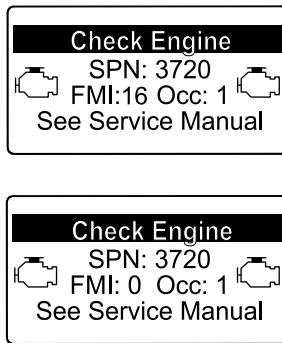 Check Engine
SPN: 3720
FMI:16 Occ: 1
See Service Manual
Check Engine
SPN: 3720
FMI: 0 Occ: 1
See Service Manual